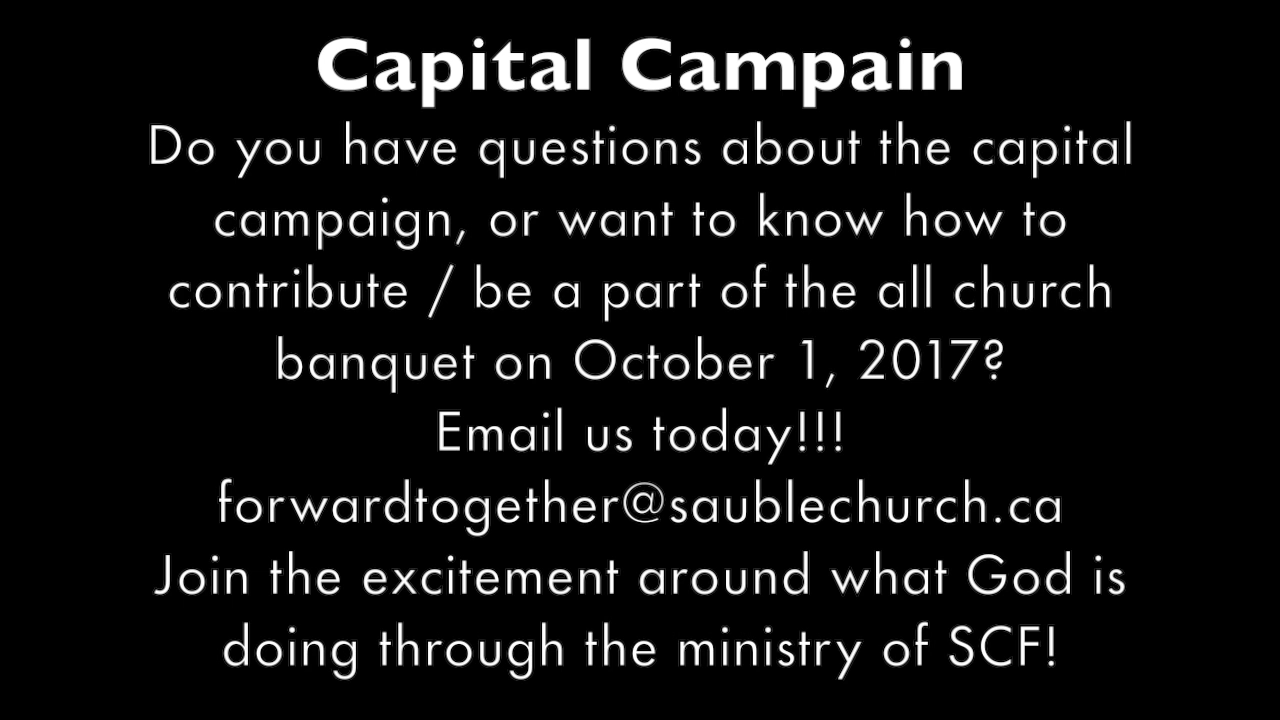 Capital Campain
Do you have questions about the capital
campaign, or want to know how to
contribute / be a part of the all church
banquet on October 1, 2017?
Email us today!!!
forwardtogether@saublechurch.ca
Join the excitement around what God is
doing through the ministry of SCF!